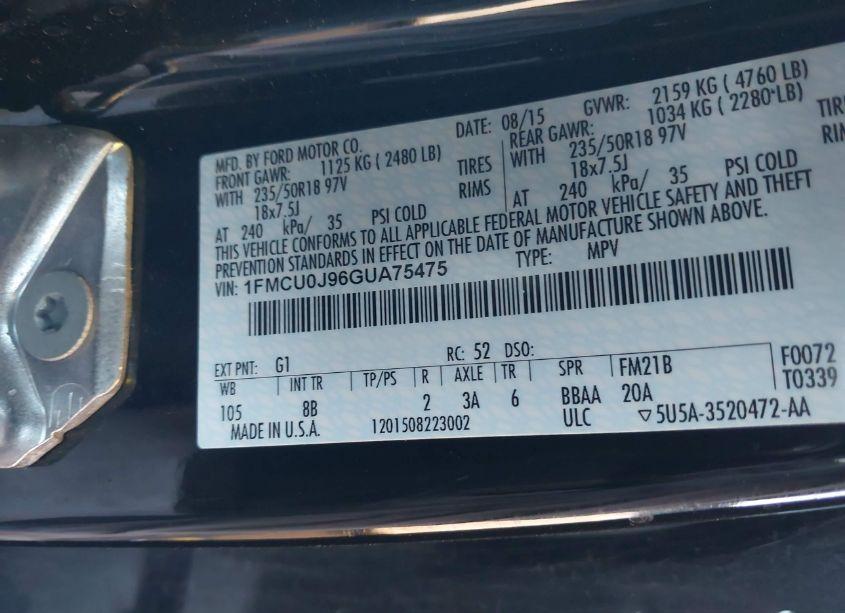 MFD. BY FORD MOTOR CO. DATE: 08/15 GVWR: 2159 KG ( 4760 LB)
FRONT GAWR: 1125 KG ( 2480 LB) REAR GAWR: 1034 KG ( 2280 LB)
WITH 235/50R18 97V TIRES WITH 235/50R18 97V TIRE
18x7.5J RIMS 18x7.5J RIMS
AT 240 kPa/ 35 PSI COLD AT 240 kPa/ 35 PSI COLD
THIS VEHICLE CONFORMS TO ALL APPLICABLE FEDERAL MOTOR VEHICLE SAFETY AND THEFT
PREVENTION STANDARDS IN EFFECT ON THE DATE OF MANUFACTURE SHOWN ABOVE.
VIN: 1FMCU0J96GUA75475 TYPE: MPV
EXT PNT: G1 RC: 52 DSO: F0072
WB INT TR TP/PS R AXLE TR SPR FM21B T0339
105 8B 2 3A 6 BBAA 20A
MADE IN U.S.A. 1201508223002 ULC ▽5U5A-3520472-AA